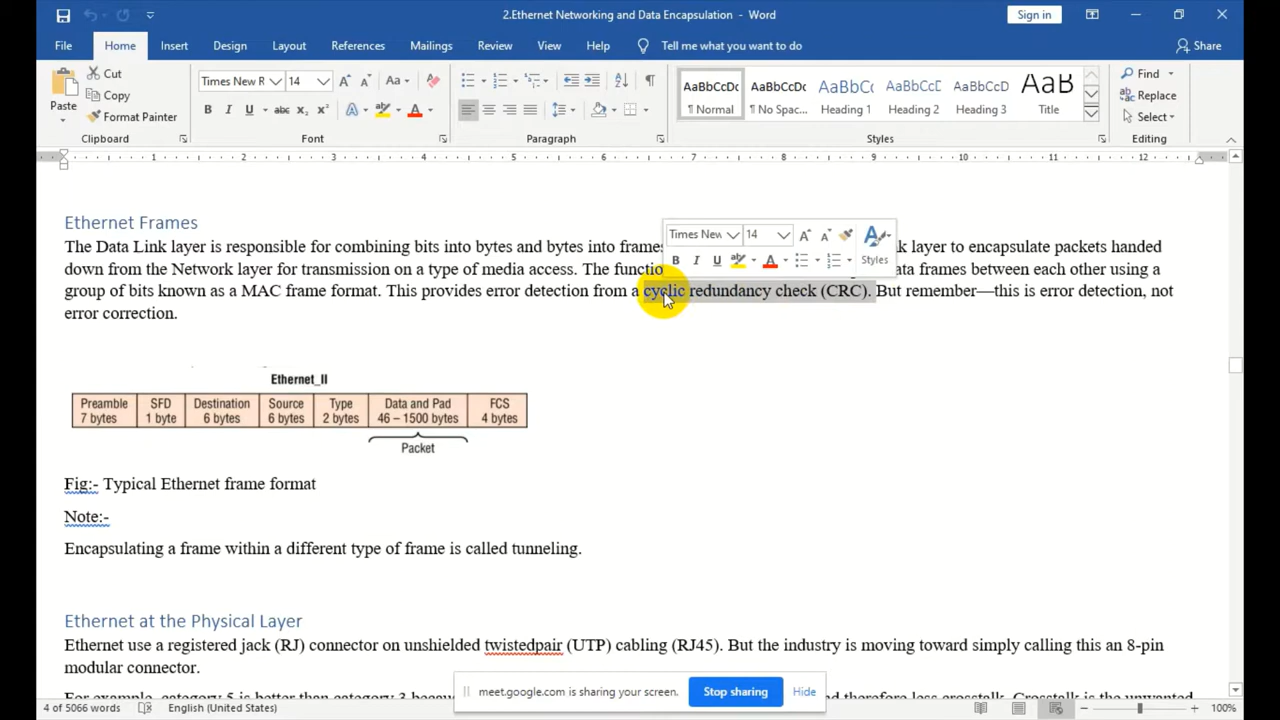 2.Ethernet Networking and Data Encapsulation - Word
Sign in
File Home Insert Design Layout References Mailings Review View Help Tell me what you want to do Share
Paste
Cut
Copy
Format Painter
Clipboard
Times New R 14
Font
Paragraph
AaBbCcDc AaBbCcDc AaBbC AaBbCcD AaBbCcD AaB
¶ Normal ¶ No Spac... Heading 1 Heading 2 Heading 3 Title
Styles
Find
Replace
Select
Editing
1 2 3 4 5 6 7 8 9 10 11 12
Ethernet Frames
Times New 14
Styles
The Data Link layer is responsible for combining bits into bytes and bytes into frames k layer to encapsulate packets handed
down from the Network layer for transmission on a type of media access. The functio ata frames between each other using a
group of bits known as a MAC frame format. This provides error detection from a cyclic redundancy check (CRC). But remember—this is error detection, not
error correction.
Ethernet_II
Preamble SFD Destination Source Type Data and Pad FCS
7 bytes 1 byte 6 bytes 6 bytes 2 bytes 46 – 1500 bytes 4 bytes
Packet
Fig:- Typical Ethernet frame format
Note:-
Encapsulating a frame within a different type of frame is called tunneling.
Ethernet at the Physical Layer
Ethernet use a registered jack (RJ) connector on unshielded twistedpair (UTP) cabling (RJ45). But the industry is moving toward simply calling this an 8-pin
modular connector.
For example, category 5 is better than category 3 becau d therefore less crosstalk. Crosstalk is the unwanted
meet.google.com is sharing your screen. Stop sharing Hide
4 of 5066 words English (United States) 100%